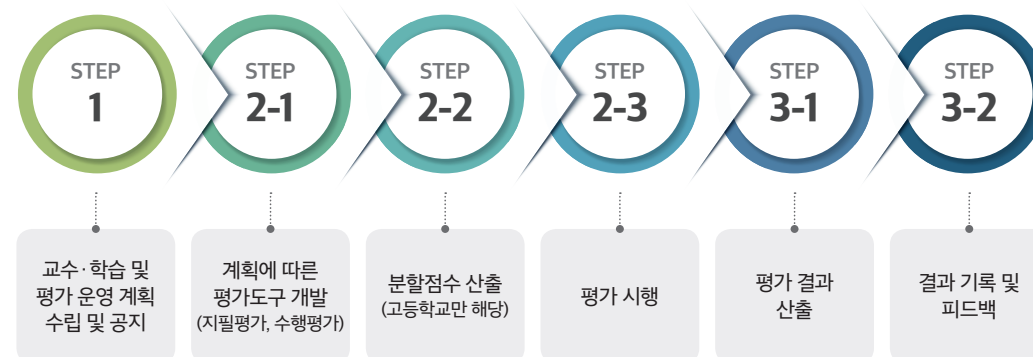 STEP
1
STEP
2-1
STEP
2-2
STEP
2-3
STEP
3-1
STEP
3-2
교수·학습 및
평가 운영 계획
수립 및 공지
계획에 따른
평가도구 개발
(지필평가, 수행평가)
분할점수 산출
(고등학교만 해당)
평가 시행
평가 결과
산출
결과 기록 및
피드백